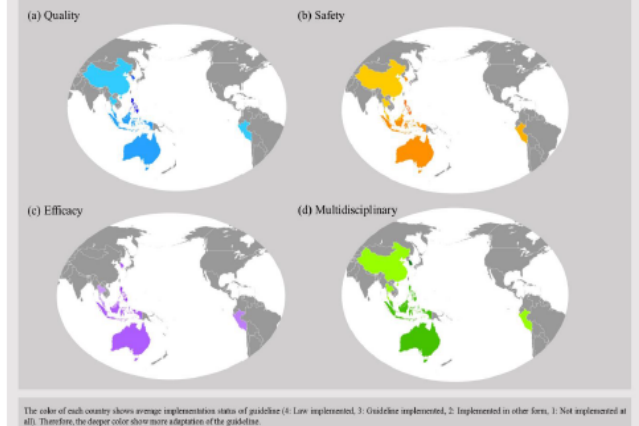 (a) Quality
(b) Safety
(c) Efficacy
(d) Multidisciplinary
The color of each country shows average implementation status of guideline (4: Law implemented, 3: Guideline implemented, 2: Implemented in other form, 1: Not implemented at
all). Therefore, the deeper color show more adaptation of the guideline.